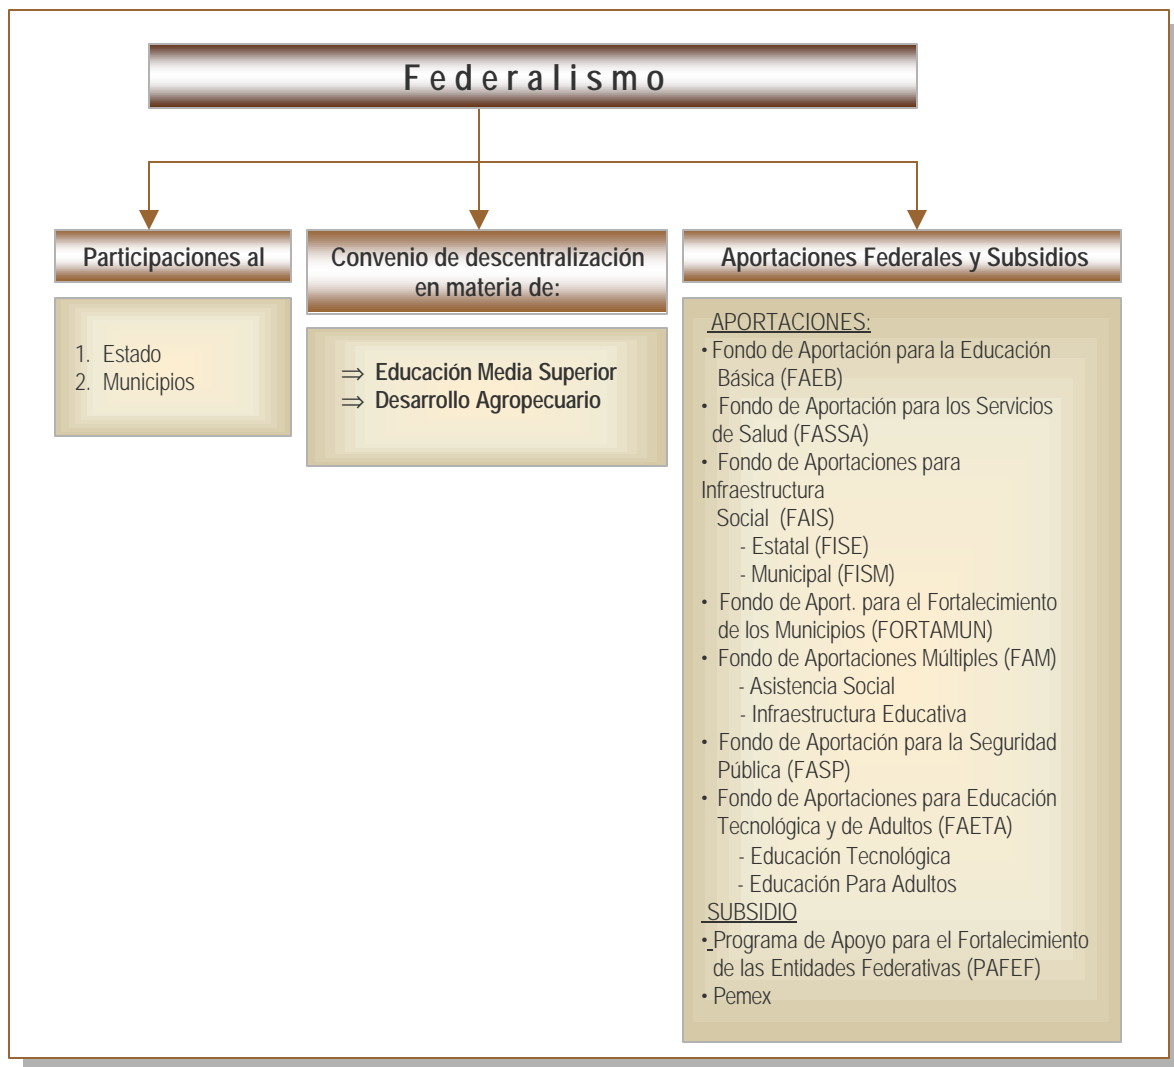 Federalismo
Participaciones al
1. Estado
2. Municipios
Convenio de descentralización
en materia de:
⇒ Educación Media Superior
⇒ Desarrollo Agropecuario
Aportaciones Federales y Subsidios
APORTACIONES:
• Fondo de Aportación para la Educación
Básica (FAEB)
• Fondo de Aportación para los Servicios
de Salud (FASSA)
• Fondo de Aportaciones para
Infraestructura
Social (FAIS)
- Estatal (FISE)
- Municipal (FISM)
• Fondo de Aport. para el Fortalecimiento
de los Municipios (FORTAMUN)
• Fondo de Aportaciones Múltiples (FAM)
- Asistencia Social
- Infraestructura Educativa
• Fondo de Aportación para la Seguridad
Pública (FASP)
• Fondo de Aportaciones para Educación
Tecnológica y de Adultos (FAETA)
- Educación Tecnológica
- Educación Para Adultos
SUBSIDIO
• Programa de Apoyo para el Fortalecimiento
de las Entidades Federativas (PAFEF)
• Pemex